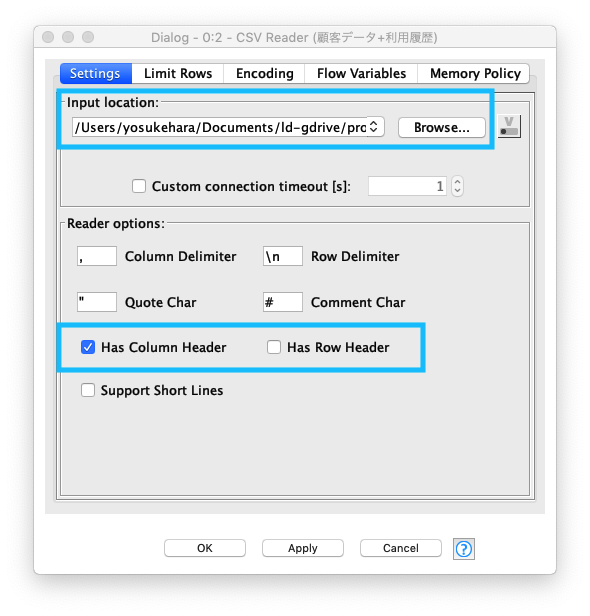 Dialog - 0:2 - CSV Reader (顧客データ+利用履歴)
Settings Limit Rows Encoding Flow Variables Memory Policy
Input location:
/Users/yosukehara/Documents/ld-gdrive/pro Browse... V
Custom connection timeout [s]: 1
Reader options:
, Column Delimiter \n Row Delimiter
" Quote Char # Comment Char
Has Column Header Has Row Header
Support Short Lines
OK Apply Cancel ?